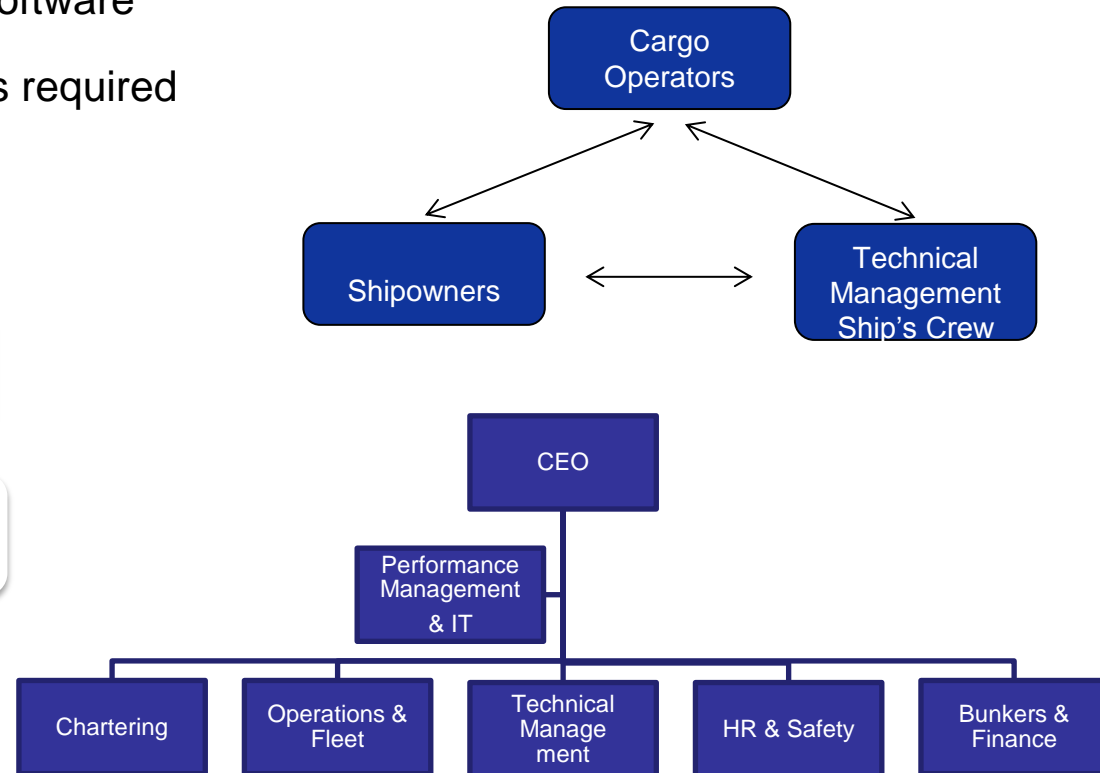 s required
Cargo
Operators
Shipowners
Technical
Management
Ship's Crew
CEO
Performance
Management
& IT
Chartering
Operations &
Fleet
Technical
Manage
ment
HR & Safety
Bunkers &
Finance